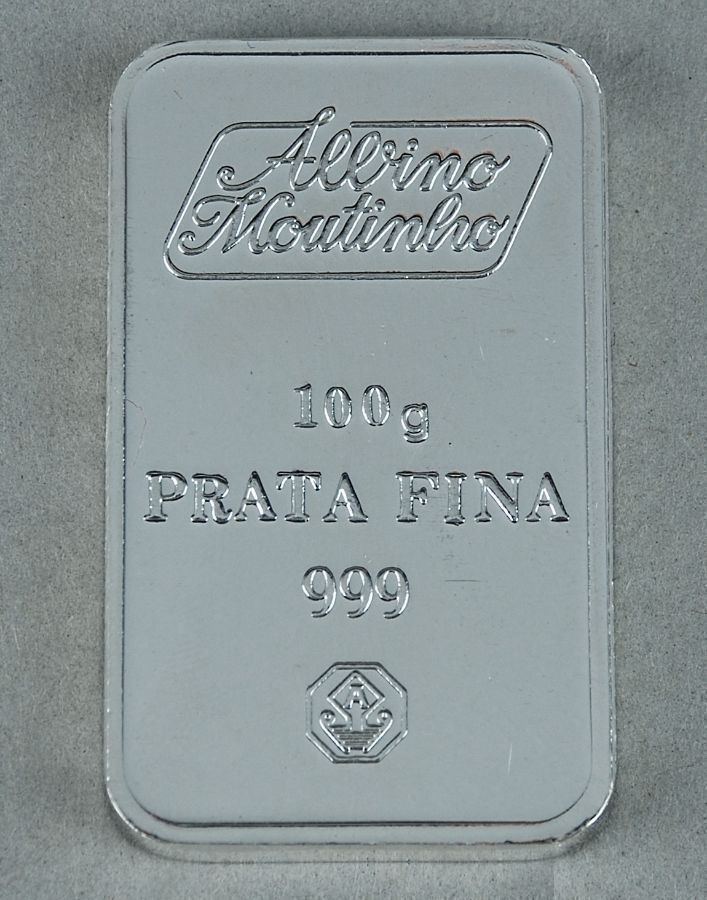 Albino
Moutinho
100g
PRATA FINA
999
A